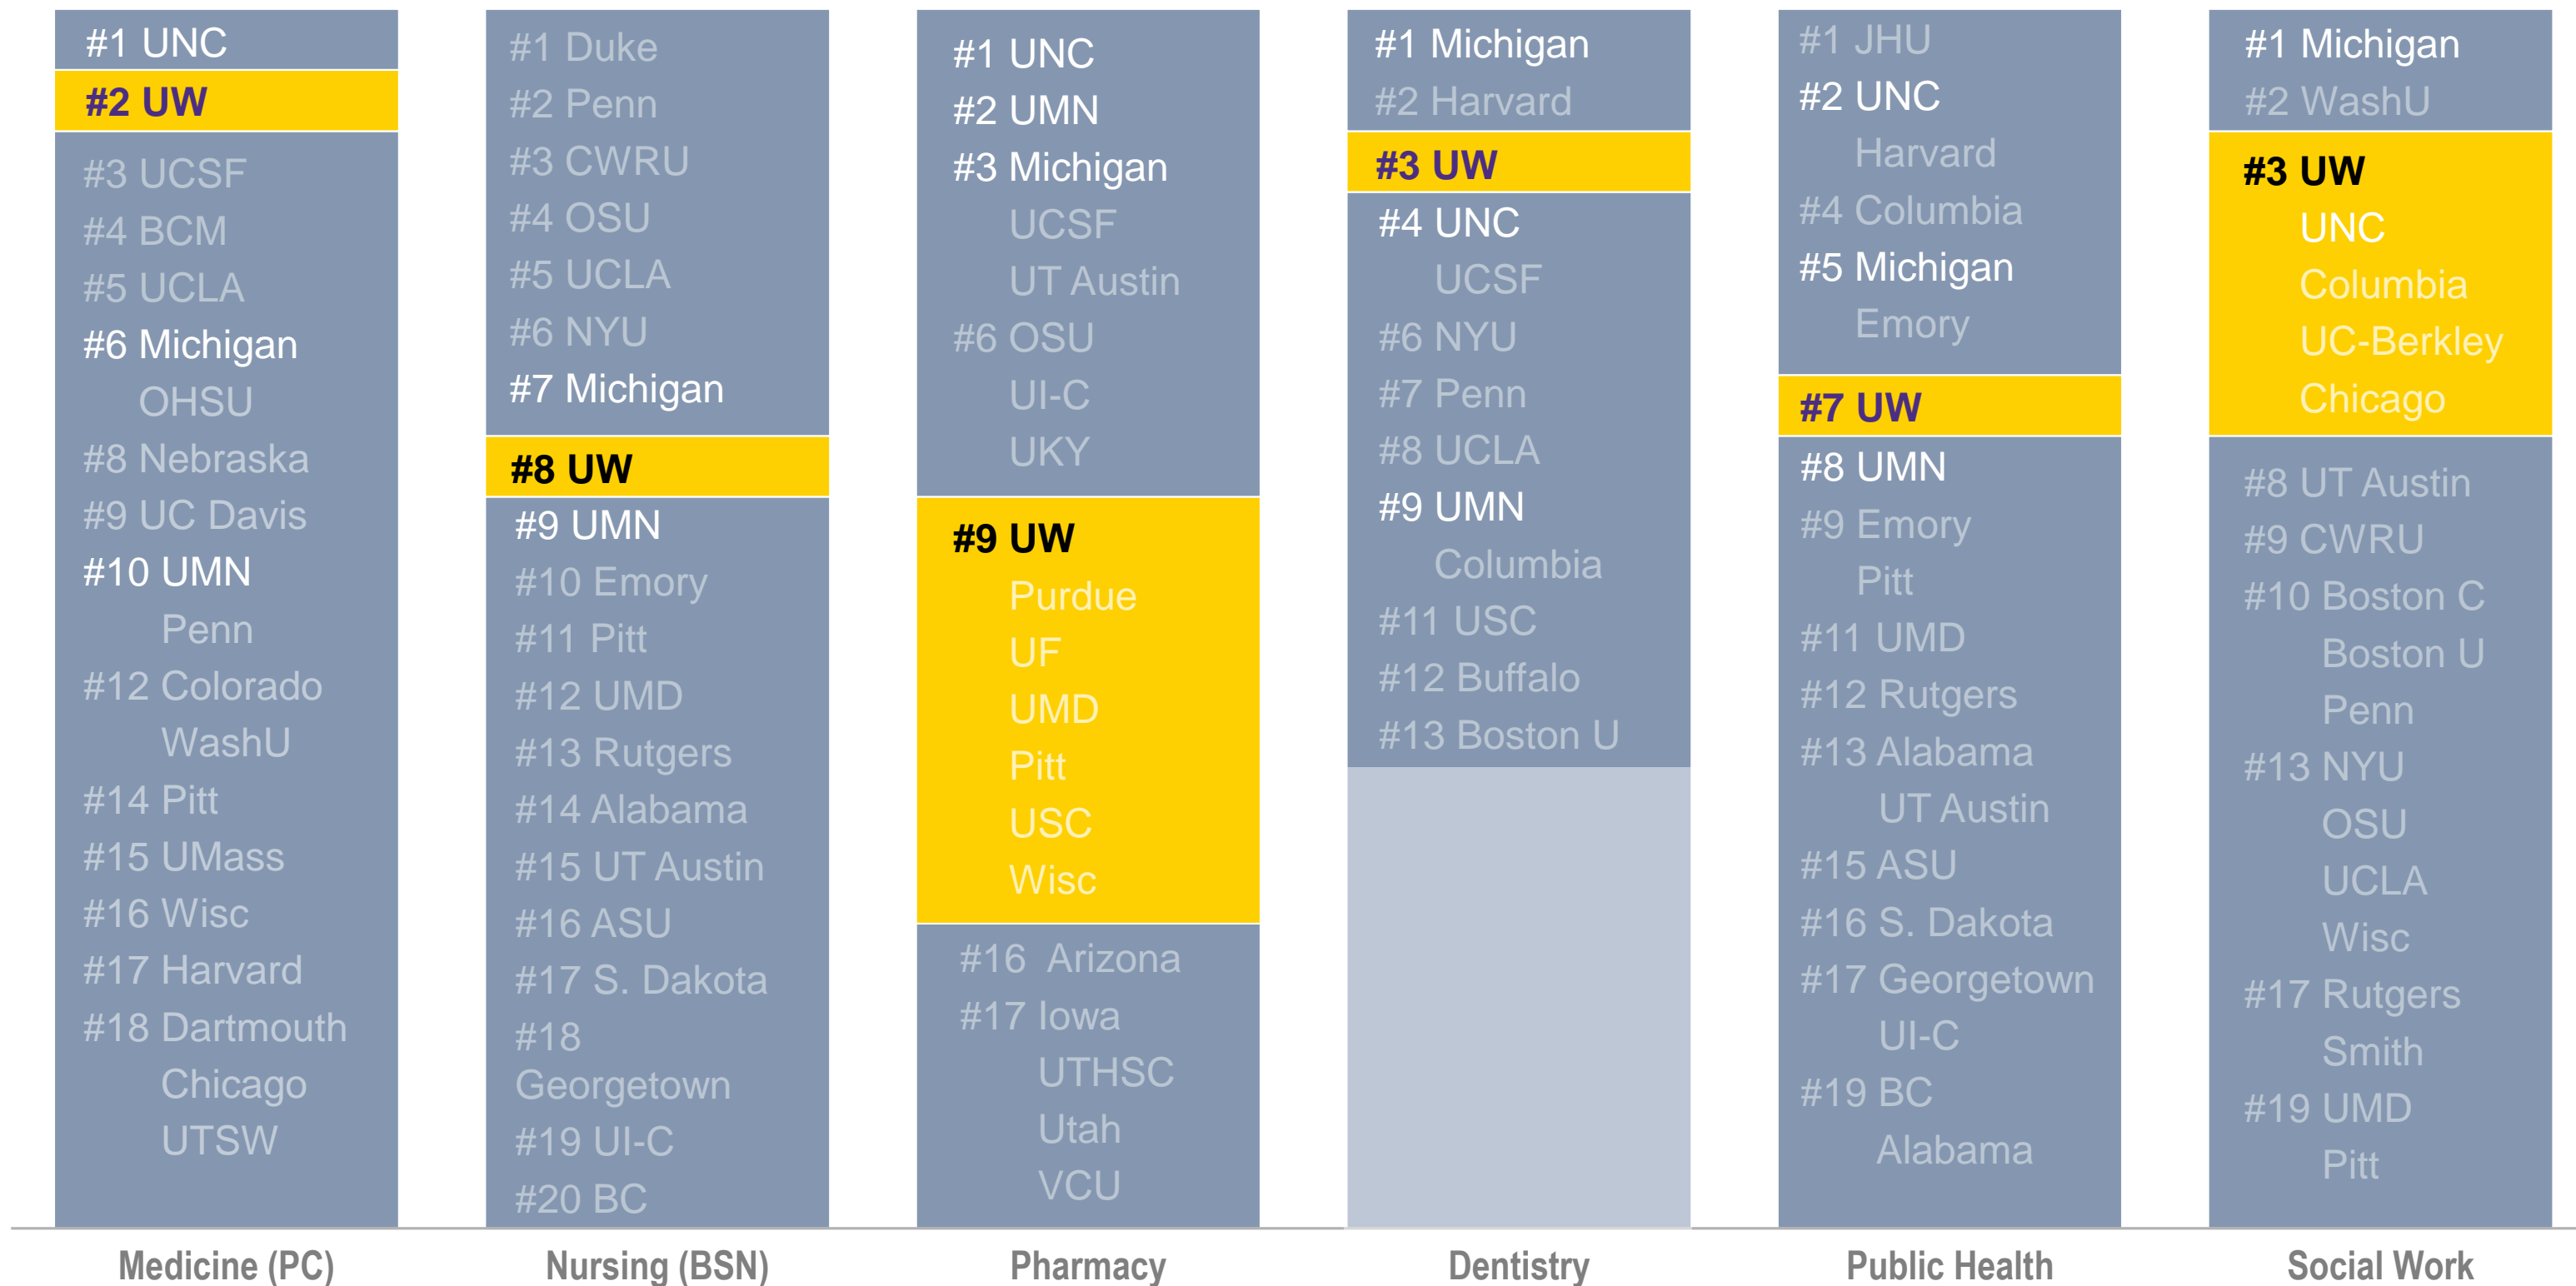 #1 UNC
#2 UW
#3 UCSF
#4 BCM
#5 UCLA
#6 Michigan
OHSU
#8 Nebraska
#9 UC Davis
#10 UMN
Penn
#12 Colorado
WashU
#14 Pitt
#15 UMass
#16 Wisc
#17 Harvard
#18 Dartmouth
Chicago
UTSW
Medicine (PC)
#1 Duke
#2 Penn
#3 CWRU
#4 OSU
#5 UCLA
#6 NYU
#7 Michigan
#8 UW
#9 UMN
#10 Emory
#11 Pitt
#12 UMD
#13 Rutgers
#14 Alabama
#15 UT Austin
#16 ASU
#17 S. Dakota
#18
Georgetown
#19 UI-C
#20 BC
Nursing (BSN)
#1 UNC
#2 UMN
#3 Michigan
UCSF
UT Austin
#6 OSU
UI-C
UKY
#9 UW
Purdue
UF
UMD
Pitt
USC
Wisc
#16 Arizona
#17 Iowa
UTHSC
Utah
VCU
Pharmacy
#1 Michigan
#2 Harvard
#3 UW
#4 UNC
UCSF
#6 NYU
#7 Penn
#8 UCLA
#9 UMN
Columbia
#11 USC
#12 Buffalo
#13 Boston U
Dentistry
#1 JHU
#2 UNC
Harvard
#4 Columbia
#5 Michigan
Emory
#7 UW
#8 UMN
#9 Emory
Pitt
#11 UMD
#12 Rutgers
#13 Alabama
UT Austin
#15 ASU
#16 S. Dakota
#17 Georgetown
UI-C
#19 BC
Alabama
Public Health
#1 Michigan
#2 WashU
#3 UW
UNC
Columbia
UC-Berkley
Chicago
#8 UT Austin
#9 CWRU
#10 Boston C
Boston U
Penn
#13 NYU
OSU
UCLA
Wisc
#17 Rutgers
Smith
#19 UMD
Pitt
Social Work